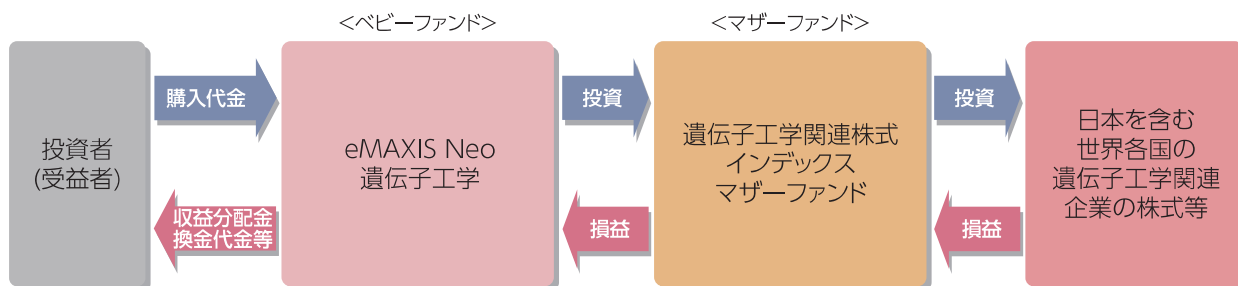 <ベビーファンド>
<マザーファンド>
投資者
(受益者)
購入代金
収益分配金
換金代金等
eMAXIS Neo
遺伝子工学
投資
損益
遺伝子工学関連株式
インデックス
マザーファンド
投資
損益
日本を含む
世界各国の
遺伝子工学関連
企業の株式等